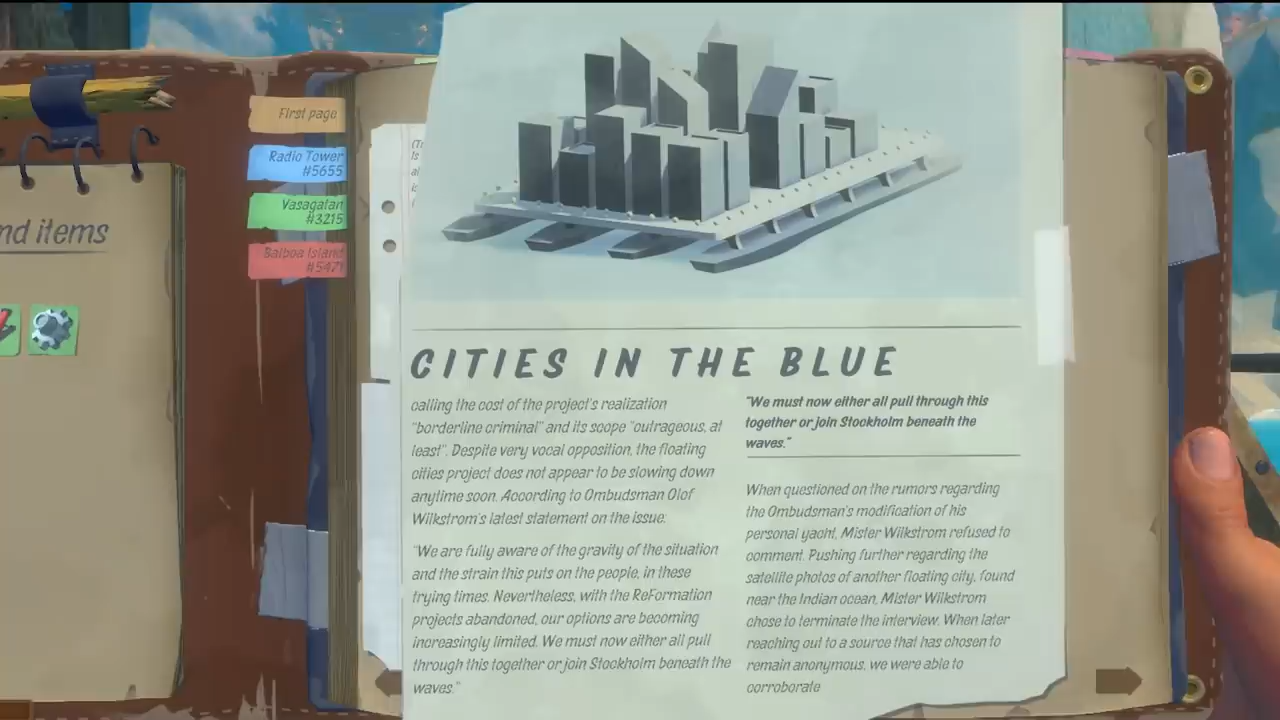 nd items
First page
Radio Tower
#5655
Vasagatan
#3215
Balboa Island
#5471
CITIES IN THE BLUE
calling the cost of the project's realization
"borderline criminal" and its scope "outrageous, at
least". Despite very vocal opposition, the floating
cities project does not appear to be slowing down
anytime soon. According to Ombudsman Olof
Wilkstrom's latest statement on the issue:
"We are fully aware of the gravity of the situation
and the strain this puts on the people, in these
trying times. Nevertheless, with the ReFormation
projects abandoned, our options are becoming
increasingly limited. We must now either all pull
through this together or join Stockholm beneath the
waves."
"We must now either all pull through this
together or join Stockholm beneath the
waves."
When questioned on the rumors regarding
the Ombudsman's modification of his
personal yacht, Mister Wilkstrom refused to
comment. Pushing further regarding the
satellite photos of another floating city, found
near the Indian ocean, Mister Wilkstrom
chose to terminate the interview. When later
reaching out to a source that has chosen to
remain anonymous, we were able to
corroborate